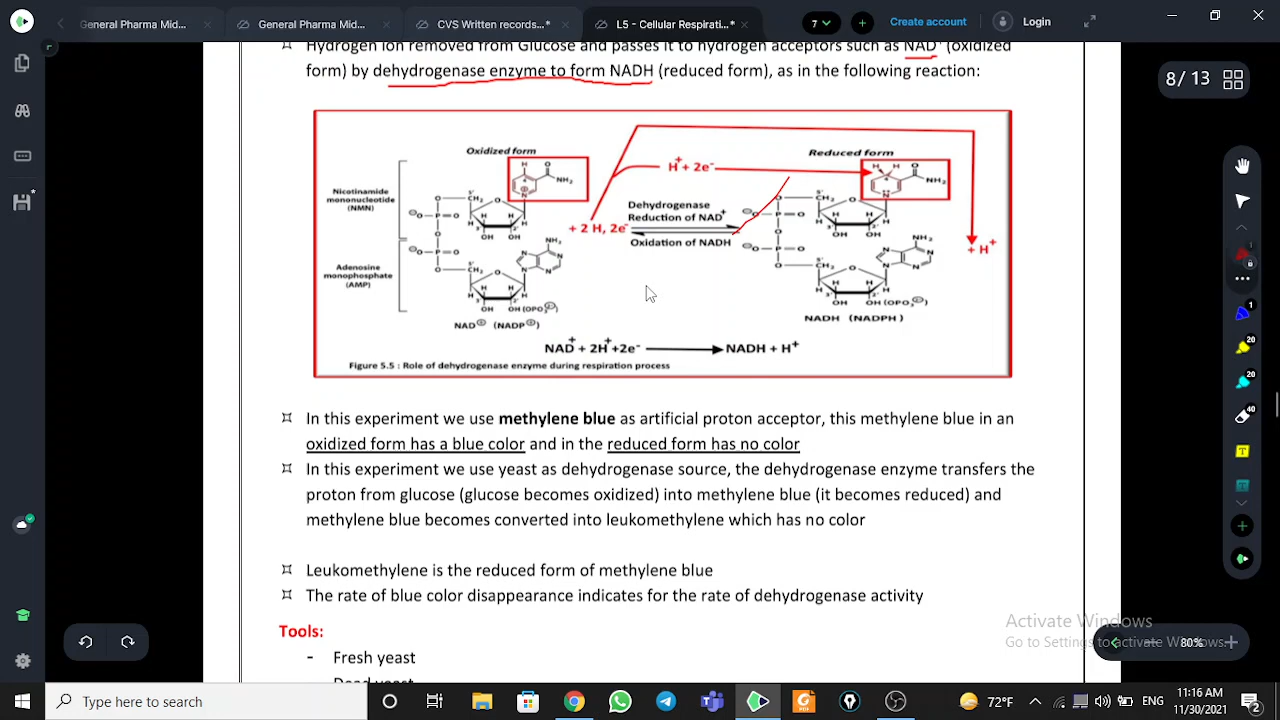 General Pharma Mid...
General Pharma Mid...
CVS Written records...*
L5 - Cellular Respirati...*
7
Create account
Login
Hydrogen ion removed from Glucose and passes it to hydrogen acceptors such as NAD+ (oxidized
form) by dehydrogenase enzyme to form NADH (reduced form), as in the following reaction:
8 / 13
Oxidized form
Reduced form
H+ + 2e-
Nicotinamide
mononucleotide
(NMN)
Dehydrogenase
Reduction of NAD+
+ 2 H, 2e-
Oxidation of NADH
+ H+
Adenosine
monophosphate
(AMP)
NAD⊕ (NADP⊕)
NADH (NADPH)
NAD+ + 2H+ +2e- → NADH + H+
Figure 5.5 : Role of dehydrogenase enzyme during respiration process
¤ In this experiment we use methylene blue as artificial proton acceptor, this methylene blue in an
oxidized form has a blue color and in the reduced form has no color
¤ In this experiment we use yeast as dehydrogenase source, the dehydrogenase enzyme transfers the
proton from glucose (glucose becomes oxidized) into methylene blue (it becomes reduced) and
methylene blue becomes converted into leukomethylene which has no color
¤ Leukomethylene is the reduced form of methylene blue
¤ The rate of blue color disappearance indicates for the rate of dehydrogenase activity
Tools:
- Fresh yeast
Dead yeast
Activate Windows
Go to Settings to activate Windows.
80%
Type here to search
72°F
ENG
1:16 AM
11/30/2021
2